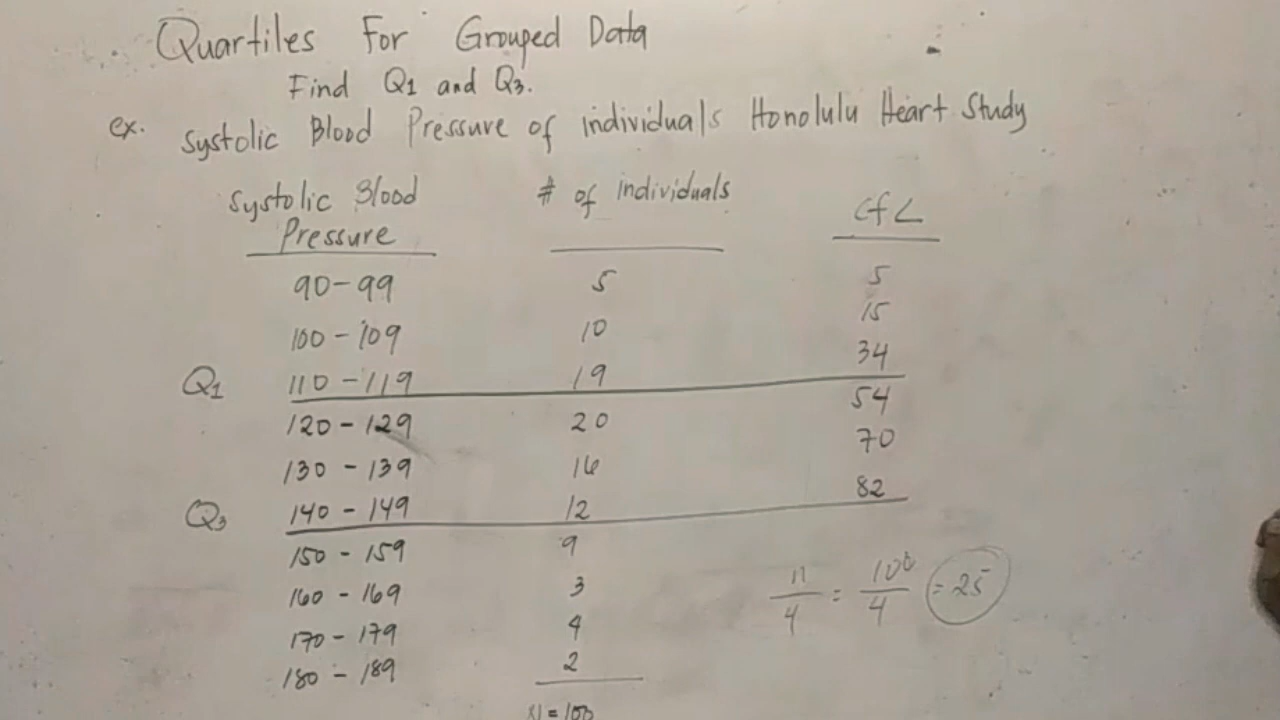 Quartiles For Grouped Data
Find Q1 and Q3.
ex. Systolic Blood Pressure of individuals Honolulu Heart Study
Systolic Blood Pressure # of individuals cf<
90-99 5 5
100-109 10 15
Q1 110-119 19 34
120-129 20 54
130-139 16 70
Q3 140-149 12 82
150-159 9
160-169 3
170-179 4
180-189 2
n/4 = 100/4 = 25
=100